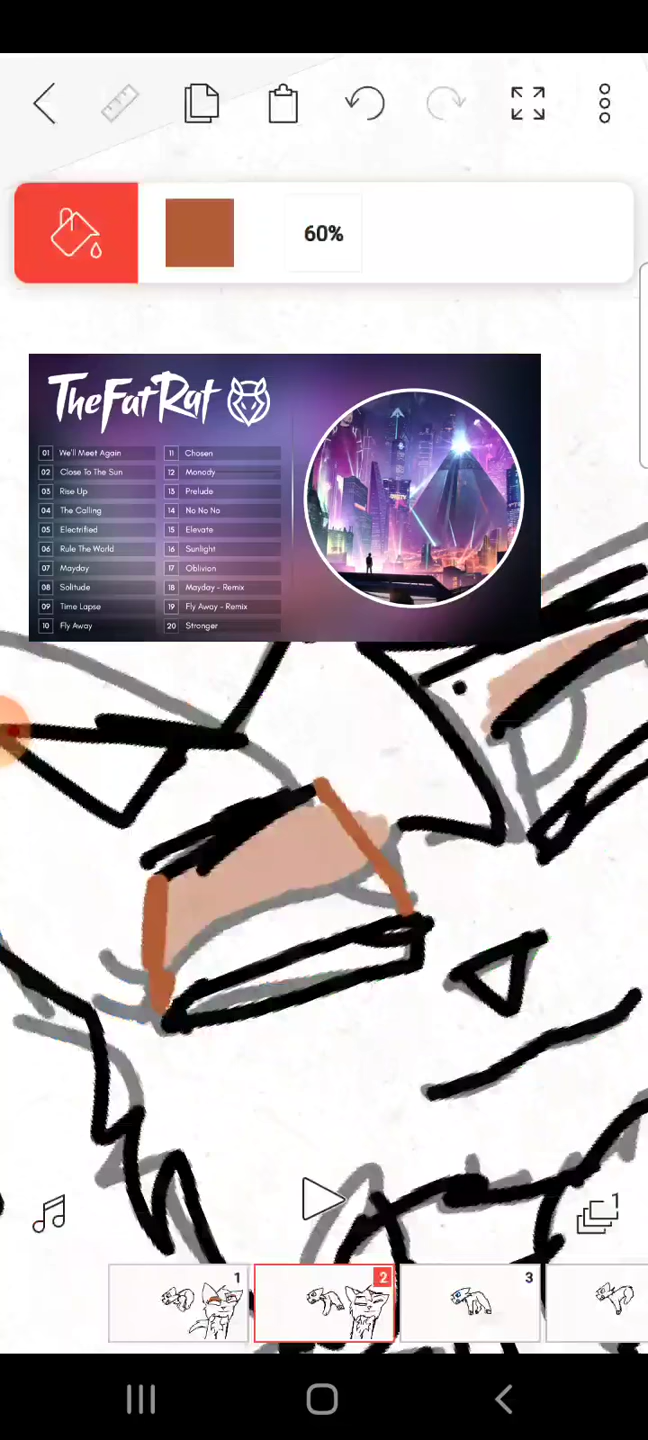 60%
TheFatRat
01 We'll Meet Again
02 Close To The Sun
03 Rise Up
04 The Calling
05 Electrified
06 Rule The World
07 Mayday
08 Solitude
09 Time Lapse
10 Fly Away
11 Chosen
12 Monody
13 Prelude
14 No No No
15 Elevate
16 Sunlight
17 Oblivion
18 Mayday - Remix
19 Fly Away - Remix
20 Stronger
1
1
2
3